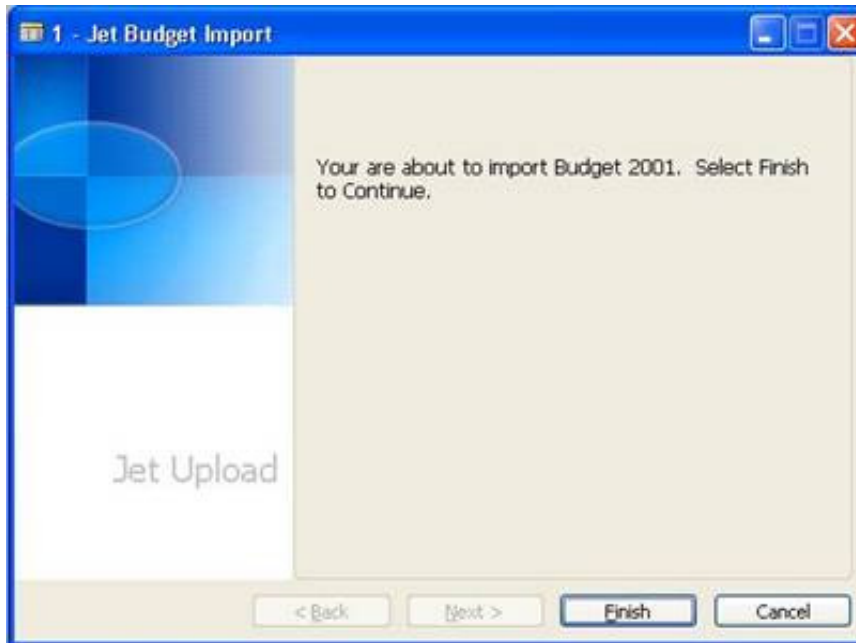 1 - Jet Budget Import
Your are about to import Budget 2001. Select Finish
to Continue.
Jet Upload
< Back
Next >
Finish
Cancel